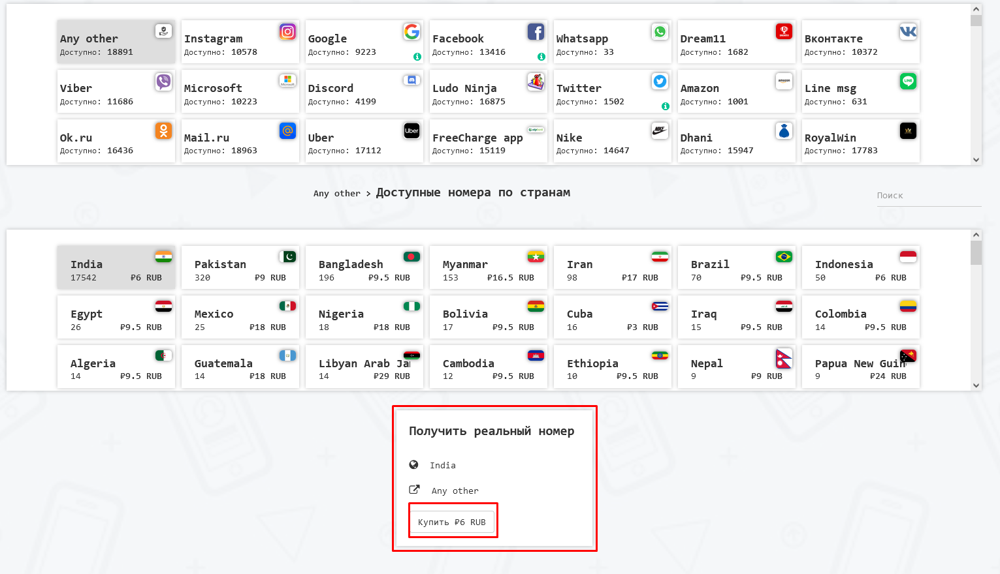 Any other
Доступно: 18891
Instagram
Доступно: 10578
Google
Доступно: 9223
Facebook
Доступно: 13416
Whatsapp
Доступно: 33
Dream11
Доступно: 1682
Вконтакте
Доступно: 10372
Viber
Доступно: 11686
Microsoft
Доступно: 10223
Discord
Доступно: 4199
Ludo Ninja
Доступно: 16875
Twitter
Доступно: 1502
Amazon
Доступно: 1001
Line msg
Доступно: 631
Ok.ru
Доступно: 16436
Mail.ru
Доступно: 18963
Uber
Доступно: 17112
FreeCharge app
Доступно: 15119
Nike
Доступно: 14647
Dhani
Доступно: 15947
RoyalWin
Доступно: 17783
Any other > Доступные номера по странам
Поиск
India
17542 ₽6 RUB
Pakistan
320 ₽9 RUB
Bangladesh
196 ₽9.5 RUB
Myanmar
153 ₽16.5 RUB
Iran
98 ₽17 RUB
Brazil
70 ₽9.5 RUB
Indonesia
50 ₽6 RUB
Egypt
26 ₽9.5 RUB
Mexico
25 ₽18 RUB
Nigeria
18 ₽18 RUB
Bolivia
17 ₽9.5 RUB
Cuba
16 ₽3 RUB
Iraq
15 ₽9.5 RUB
Colombia
14 ₽9.5 RUB
Algeria
14 ₽9.5 RUB
Guatemala
14 ₽18 RUB
Libyan Arab Ja
14 ₽29 RUB
Cambodia
12 ₽9.5 RUB
Ethiopia
10 ₽9.5 RUB
Nepal
9 ₽9 RUB
Papua New Guin
9 ₽24 RUB
Получить реальный номер
India
Any other
Купить ₽6 RUB